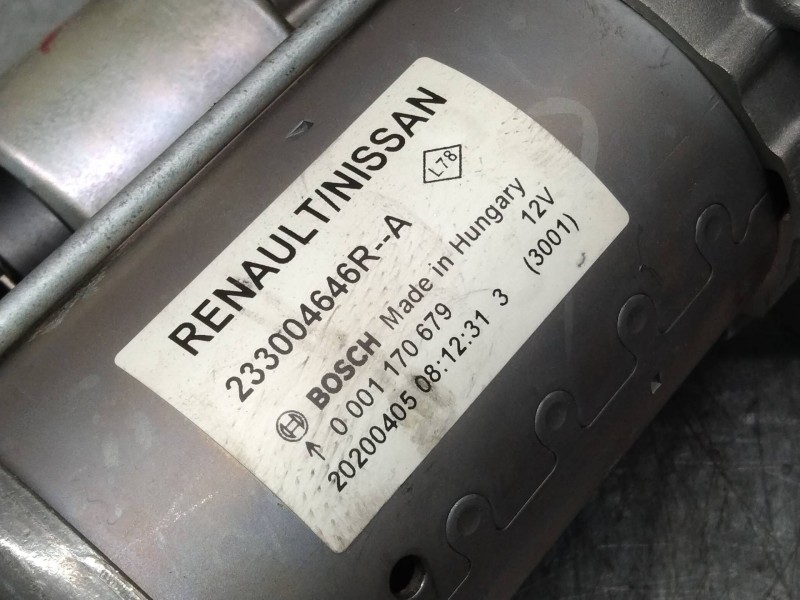 RENAULT/NISSAN
233004646R--A
L78
BOSCH Made in Hungary
0 001 170 679 12V
20200405 08:12:31 3 (3001)